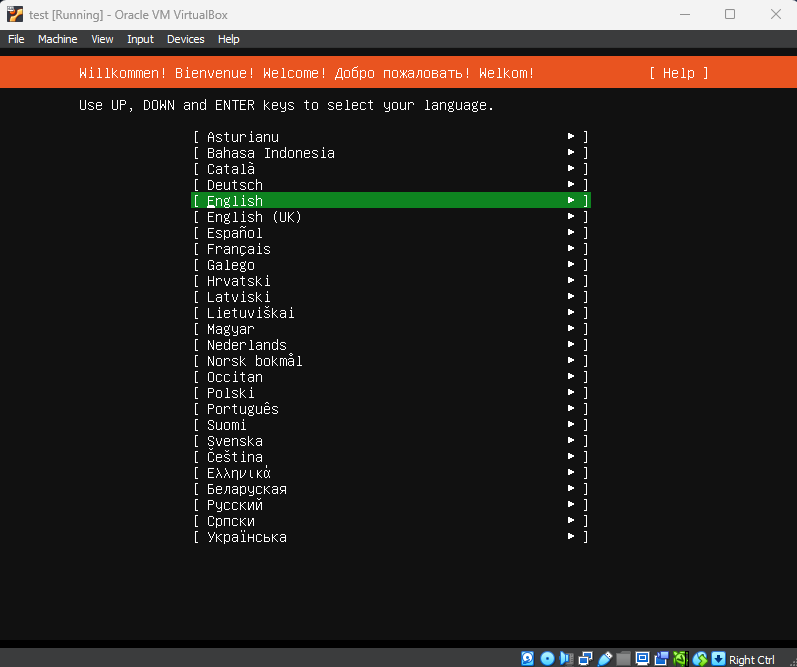 test [Running] - Oracle VM VirtualBox
File Machine View Input Devices Help
Willkommen! Bienvenue! Welcome! Добро пожаловать! Welkom! [ Help ]
Use UP, DOWN and ENTER keys to select your language.
[ Asturianu ► ]
[ Bahasa Indonesia ► ]
[ Català ► ]
[ Deutsch ► ]
[ English ► ]
[ English (UK) ► ]
[ Español ► ]
[ Français ► ]
[ Galego ► ]
[ Hrvatski ► ]
[ Latviski ► ]
[ Lietuviškai ► ]
[ Magyar ► ]
[ Nederlands ► ]
[ Norsk bokmål ► ]
[ Occitan ► ]
[ Polski ► ]
[ Português ► ]
[ Suomi ► ]
[ Svenska ► ]
[ Čeština ► ]
[ Ελληνικά ► ]
[ Беларуская ► ]
[ Русский ► ]
[ Српски ► ]
[ Українська ► ]
Right Ctrl